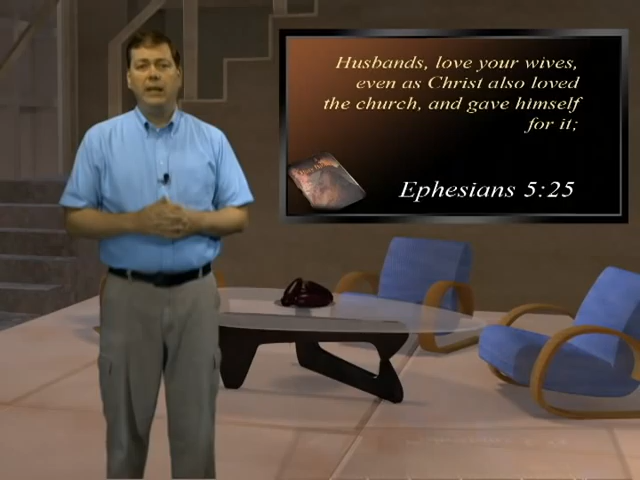 Husbands, love your wives,
even as Christ also loved
the church, and gave himself
for it;
Ephesians 5:25